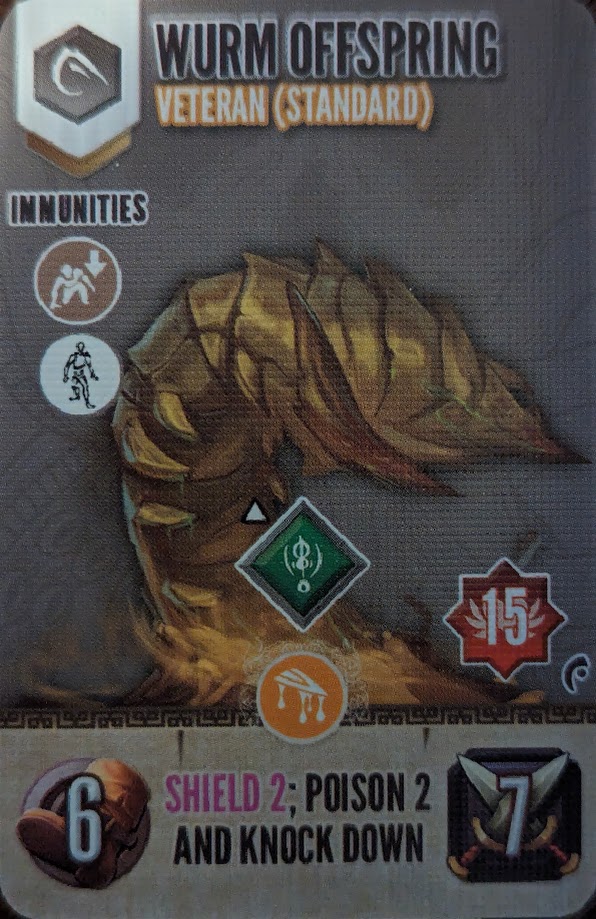 WURM OFFSPRING
VETERAN (STANDARD)
IMMUNITIES
15
6
SHIELD 2; POISON 2
AND KNOCK DOWN
7